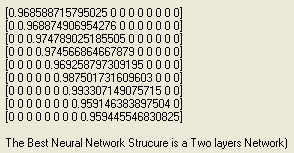 [0.968588715795025 0 0 0 0 0 0 0 0]
[0 0.968874906954276 0 0 0 0 0 0 0]
[0 0 0.974789025185505 0 0 0 0 0 0]
[0 0 0 0.974566864667879 0 0 0 0 0]
[0 0 0 0 0.969258797309195 0 0 0 0]
[0 0 0 0 0 0.987501731609603 0 0 0]
[0 0 0 0 0 0 0.993307149075715 0 0]
[0 0 0 0 0 0 0 0.959146383897504 0]
[0 0 0 0 0 0 0 0 0.959445546830825]
The Best Neural Network Strucure is a Two layers Network)